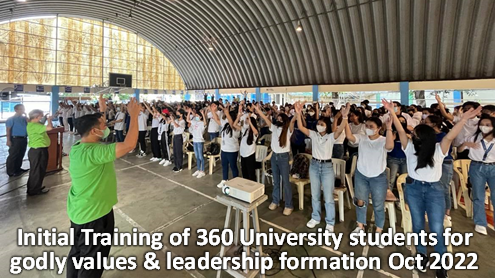 Initial Training of 360 University students for
godly values & leadership formation Oct.2022